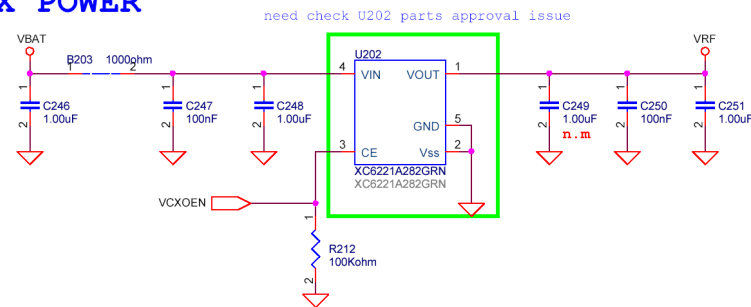 X POWER
need check U202 parts approval issue
VBAT
B203 1000ohm
1 2
U202
VRF
4 VIN VOUT 1
1
C246
1.00uF
2
1
C247
100nF
2
1
C248
1.00uF
2
GND 5
3 CE Vss 2
XC6221A282GRN
XC6221A282GRN
1
C249
1.00uF
n.m
2
1
C250
100nF
2
1
C251
1.00uF
2
VCXOEN
1
R212
100Kohm
2